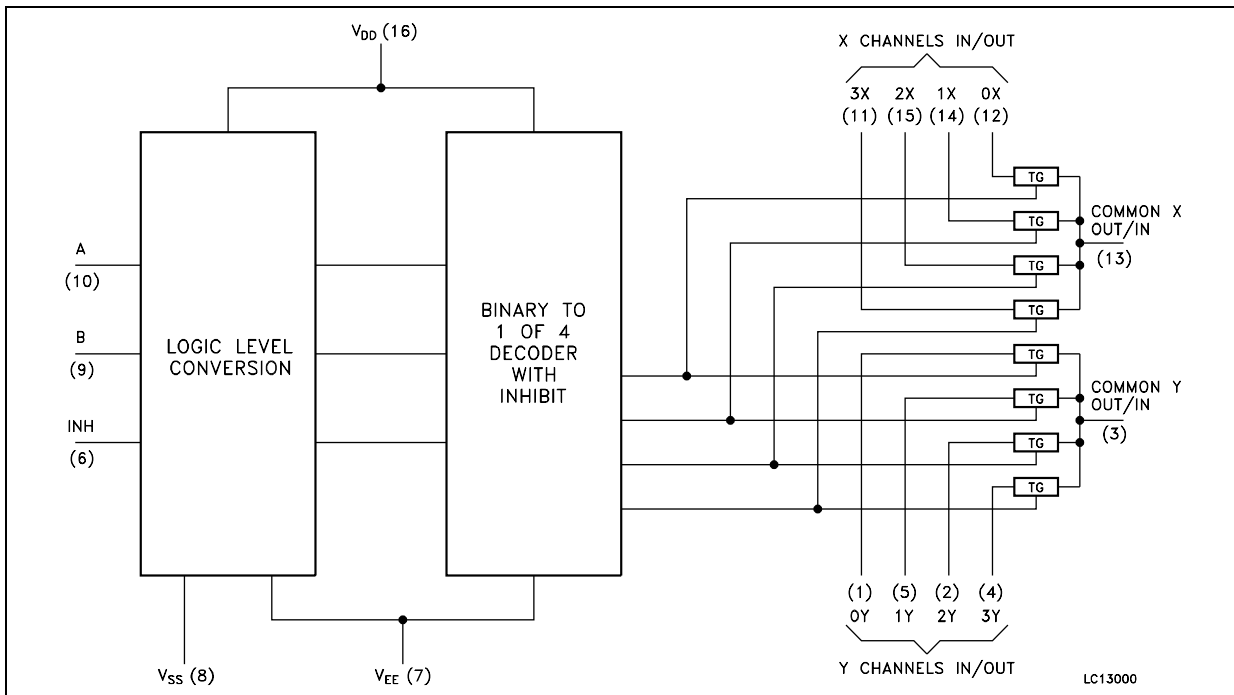 V_DD (16)
X CHANNELS IN/OUT
3X 2X 1X 0X
(11) (15) (14) (12)
TG
TG
COMMON X
OUT/IN
(13)
TG
TG
A
(10)
B
(9)
INH
(6)
LOGIC LEVEL
CONVERSION
BINARY TO
1 OF 4
DECODER
WITH
INHIBIT
TG
TG
COMMON Y
OUT/IN
(3)
TG
TG
(1) (5) (2) (4)
0Y 1Y 2Y 3Y
Y CHANNELS IN/OUT
V_SS (8)
V_EE (7)
LC13000